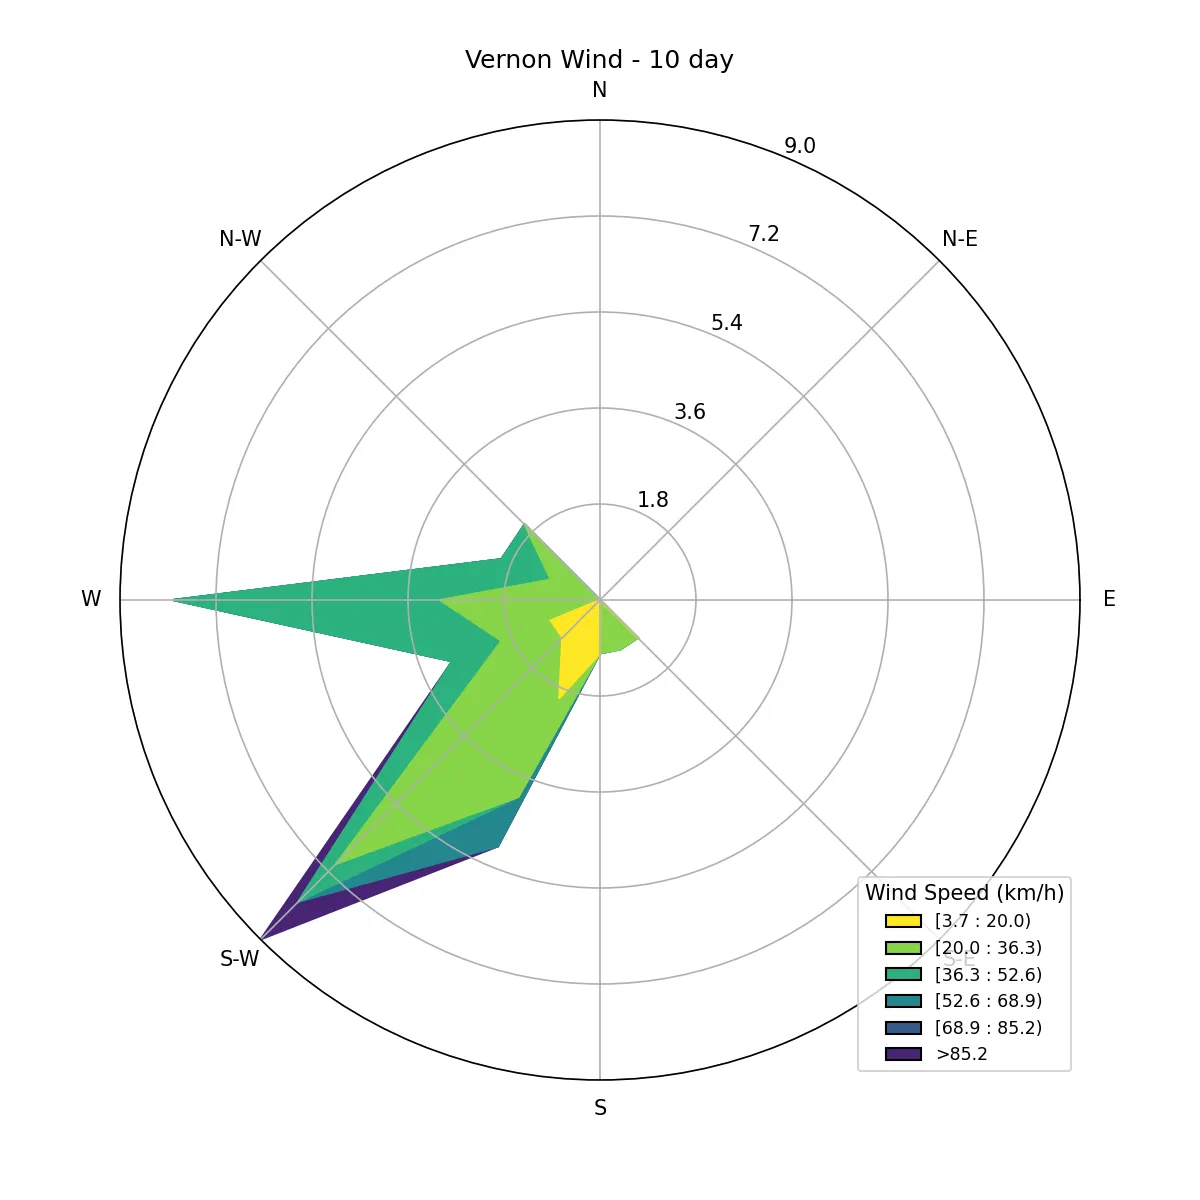 Vernon Wind - 10 day
N
9.0
7.2
N-W
N-E
5.4
3.6
1.8
W
E
Wind Speed (km/h)
[3.7 : 20.0)
[20.0 : 36.3)
S-W
S-E
[36.3 : 52.6)
[52.6 : 68.9)
[68.9 : 85.2)
>85.2
S